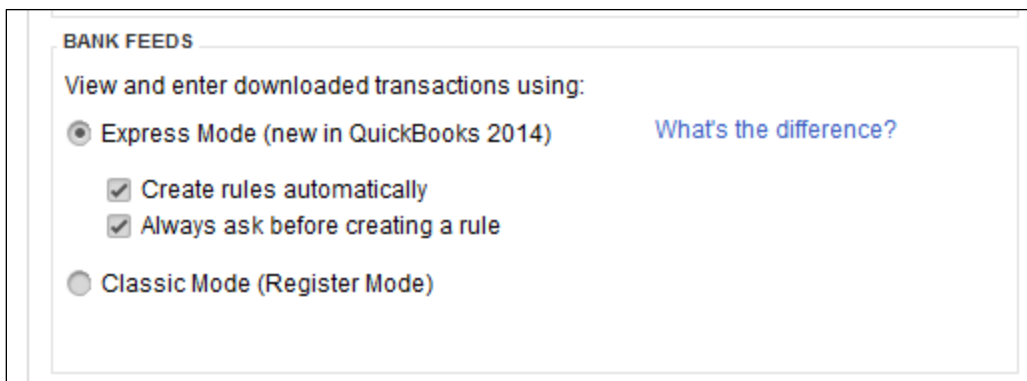 BANK FEEDS
View and enter downloaded transactions using:
Express Mode (new in QuickBooks 2014) What's the difference?
Create rules automatically
Always ask before creating a rule
Classic Mode (Register Mode)